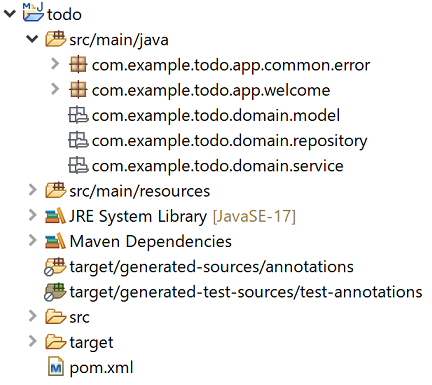 todo
src/main/java
com.example.todo.app.common.error
com.example.todo.app.welcome
com.example.todo.domain.model
com.example.todo.domain.repository
com.example.todo.domain.service
src/main/resources
JRE System Library [JavaSE-17]
Maven Dependencies
target/generated-sources/annotations
target/generated-test-sources/test-annotations
src
target
pom.xml